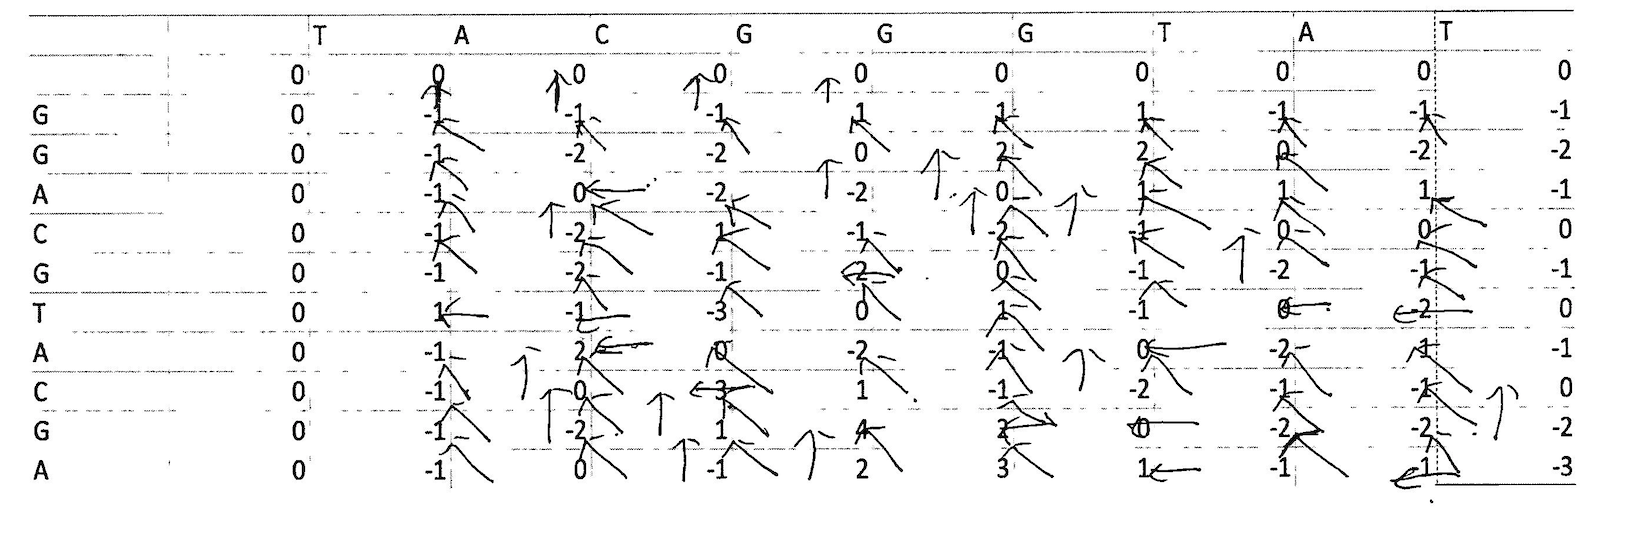 T A C G G G T A T
0 0 0 0 0 0 0 0 0 0
G 0 -1 -1 -1 1 1 1 -1 -1 -1
G 0 -1 -2 -2 0 2 2 0 -2 -2
A 0 -1 0 -2 -2 0 1 1 1 -1
C 0 -1 -2 1 -1 -2 -1 0 0 0
G 0 -1 -2 -1 2 0 -1 -2 -1 -1
T 0 1 -1 -3 0 1 -1 0 -2 0
A 0 -1 2 0 -2 -1 0 -2 1 -1
C 0 -1 0 3 1 -1 -2 -1 -1 0
G 0 -1 -2 1 4 2 0 -2 -2 -2
A 0 -1 0 -1 2 3 1 -1 -1 -3